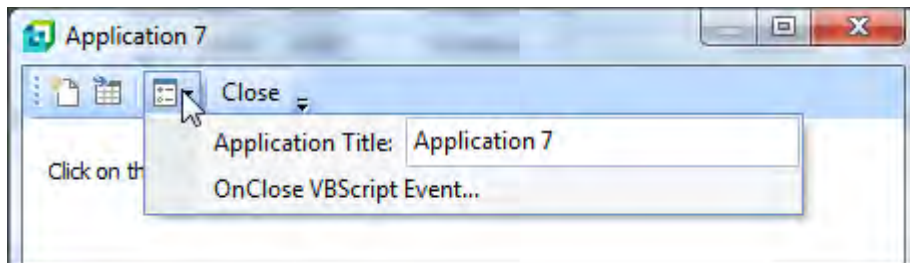 Application 7
Close
Application Title: Application 7
Click on th
OnClose VBScript Event...